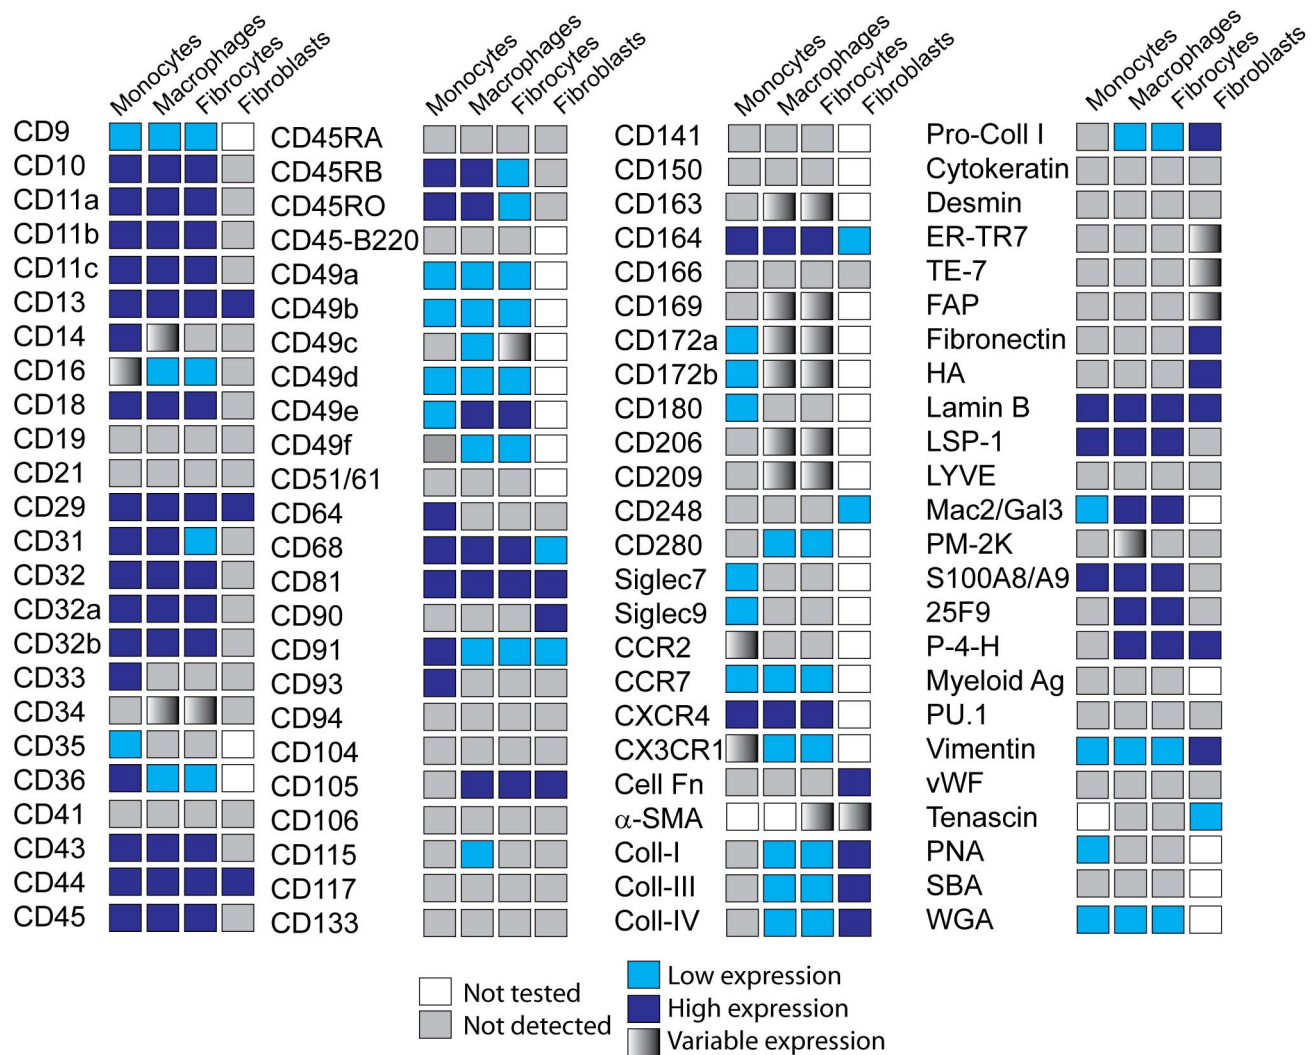 Monocytes
Macrophages
Fibrocytes
Fibroblasts
CD9
CD10
CD11a
CD11b
CD11c
CD13
CD14
CD16
CD18
CD19
CD21
CD29
CD31
CD32
CD32a
CD32b
CD33
CD34
CD35
CD36
CD41
CD43
CD44
CD45
Monocytes
Macrophages
Fibrocytes
Fibroblasts
CD45RA
CD45RB
CD45RO
CD45-B220
CD49a
CD49b
CD49c
CD49d
CD49e
CD49f
CD51/61
CD64
CD68
CD81
CD90
CD91
CD93
CD94
CD104
CD105
CD106
CD115
CD117
CD133
Monocytes
Macrophages
Fibrocytes
Fibroblasts
CD141
CD150
CD163
CD164
CD166
CD169
CD172a
CD172b
CD180
CD206
CD209
CD248
CD280
Siglec7
Siglec9
CCR2
CCR7
CXCR4
CX3CR1
Cell Fn
α-SMA
Coll-I
Coll-III
Coll-IV
Monocytes
Macrophages
Fibrocytes
Fibroblasts
Pro-Coll I
Cytokeratin
Desmin
ER-TR7
TE-7
FAP
Fibronectin
HA
Lamin B
LSP-1
LYVE
Mac2/Gal3
PM-2K
S100A8/A9
25F9
P-4-H
Myeloid Ag
PU.1
Vimentin
vWF
Tenascin
PNA
SBA
WGA
Not tested
Not detected
Low expression
High expression
Variable expression